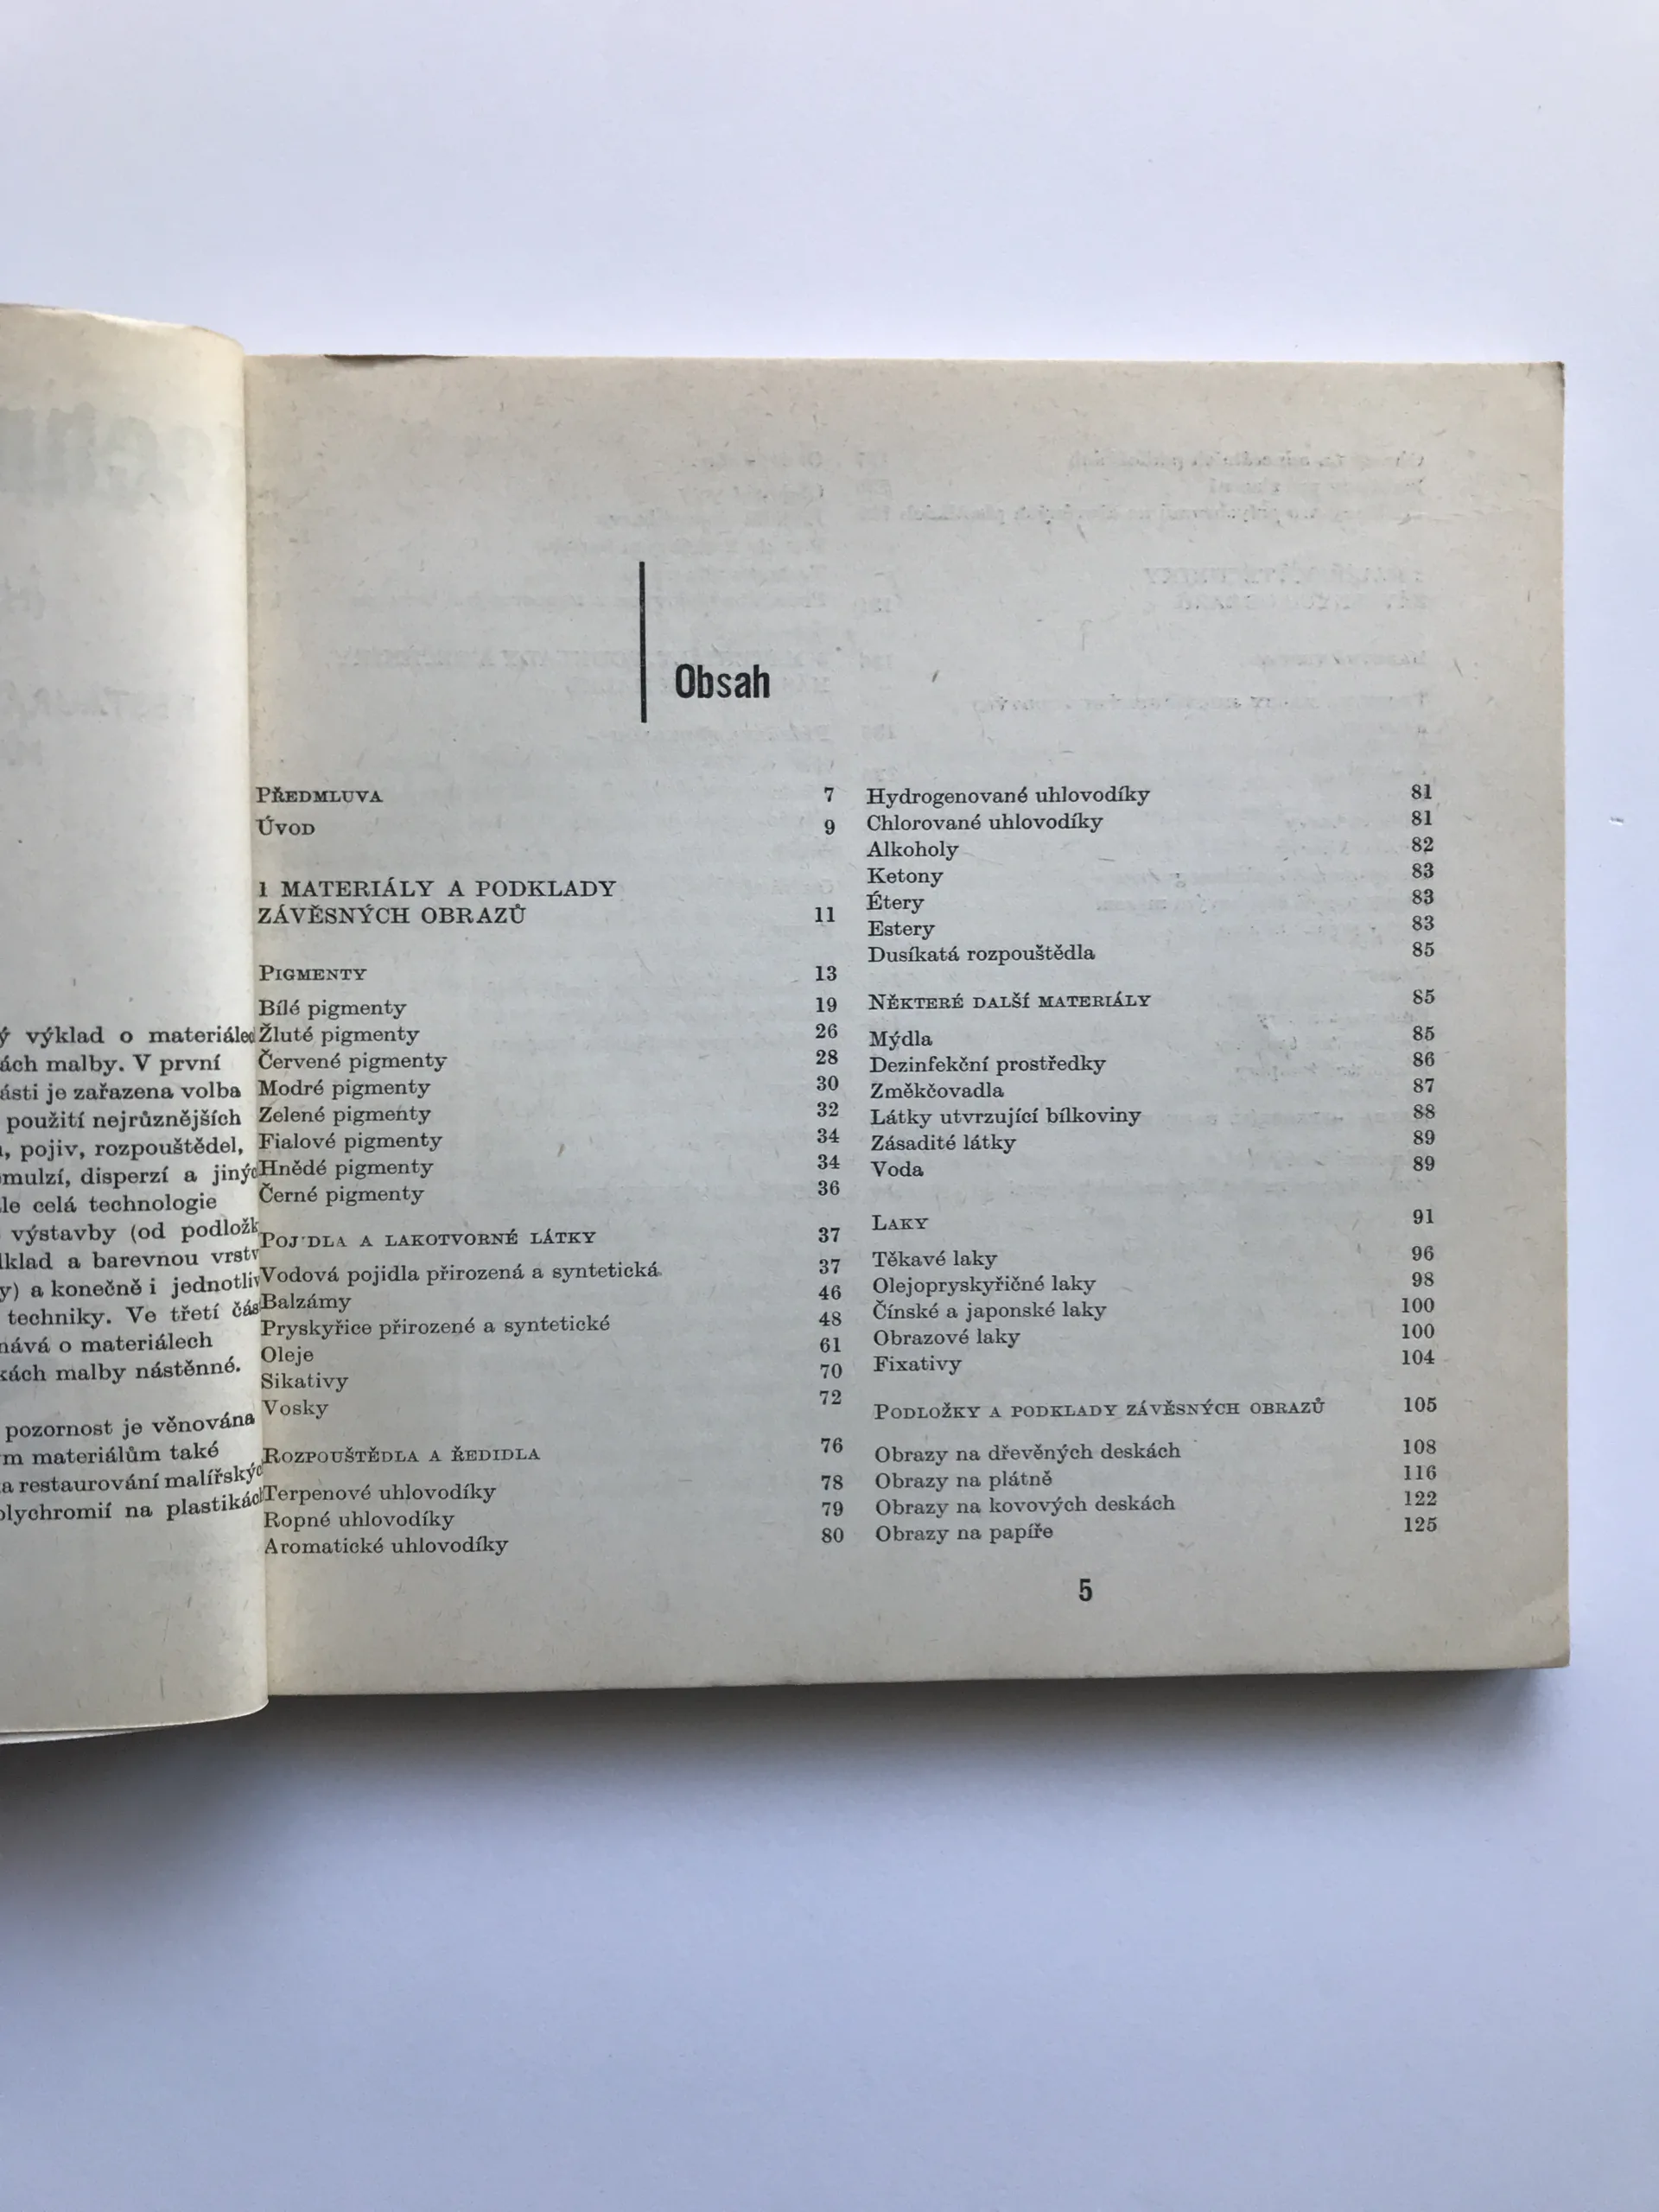 ý výklad o materiálec
ách malby. V první
ásti je zařazena volba
použití nejrůznějších
, pojiv, rozpouštědel,
mulzí, disperzí a jinýc
le celá technologie
výstavby (od podložk
klad a barevnou vrstv
y) a konečně i jednotliv
techniky. Ve třetí čás
nává o materiálech
kách malby nástěnné.
pozornost je věnována
m materiálům také
a restaurování malířskýc
olychromií na plastikác
Obsah
PŘEDMLUVA 7
ÚVOD 9
1 MATERIÁLY A PODKLADY
ZÁVĚSNÝCH OBRAZŮ 11
PIGMENTY 13
Bílé pigmenty 19
Žluté pigmenty 26
Červené pigmenty 28
Modré pigmenty 30
Zelené pigmenty 32
Fialové pigmenty 34
Hnědé pigmenty 34
Černé pigmenty 36
POJIDLA A LAKOTVORNÉ LÁTKY 37
Vodová pojidla přirozená a syntetická 37
Balzámy 46
Pryskyřice přirozené a syntetické 48
Oleje 61
Sikativy 70
Vosky 72
ROZPOUŠTĚDLA A ŘEDIDLA 76
Terpenové uhlovodíky 78
Ropné uhlovodíky 79
Aromatické uhlovodíky 80
Hydrogenované uhlovodíky 81
Chlorované uhlovodíky 81
Alkoholy 82
Ketony 83
Étery 83
Estery 83
Dusíkatá rozpouštědla 85
NĚKTERÉ DALŠÍ MATERIÁLY 85
Mýdla 85
Dezinfekční prostředky 86
Změkčovadla 87
Látky utvrzující bílkoviny 88
Zásadité látky 89
Voda 89
LAKY 91
Těkavé laky 96
Olejopryskyřičné laky 98
Čínské a japonské laky 100
Obrazové laky 100
Fixativy 104
PODLOŽKY A PODKLADY ZÁVĚSNÝCH OBRAZŮ 105
Obrazy na dřevěných deskách 108
Obrazy na plátně 116
Obrazy na kovových deskách 122
Obrazy na papíře 125
5